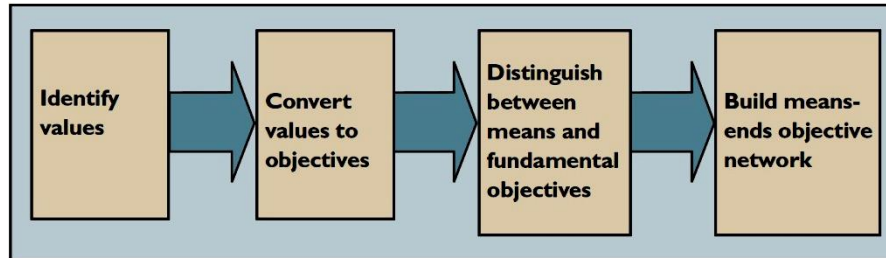 Identify
values
Convert
values to
objectives
Distinguish
between
means and
fundamental
objectives
Build means-
ends objective
network